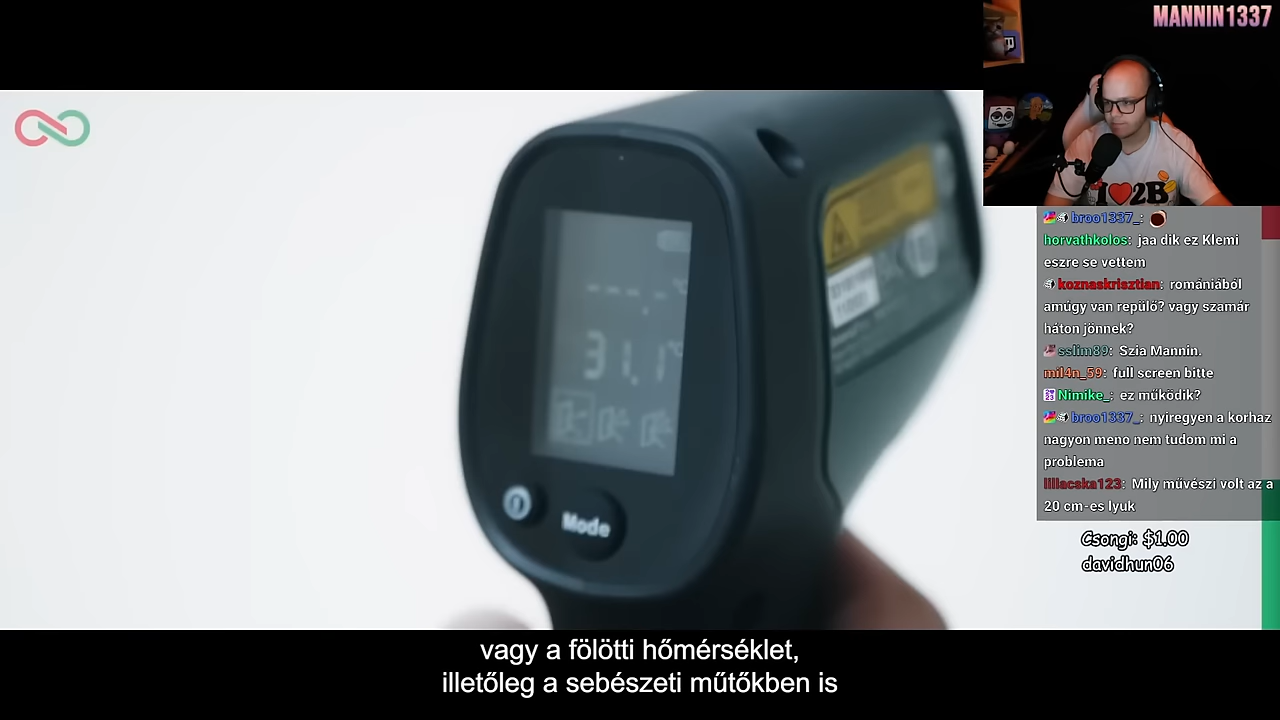 MANNIN1337
I ❤ 2B
broo1337_:
horvathkolos: jaa dik ez Klemi
eszre se vettem
koznaskrisztian: romániából
amúgy van repülő? vagy szamár
háton jönnek?
sslim89: Szia Mannin.
mil4n_59: full screen bitte
Nimike_: ez működik?
broo1337_: nyiregyen a korhaz
nagyon meno nem tudom mi a
problema
lillacska123: Mily művészi volt az a
20 cm-es lyuk
Csongi: $1.00
davidhun06
---.- °C
31.1 °C
Mode
vagy a fölötti hőmérséklet,
illetőleg a sebészeti műtőkben is